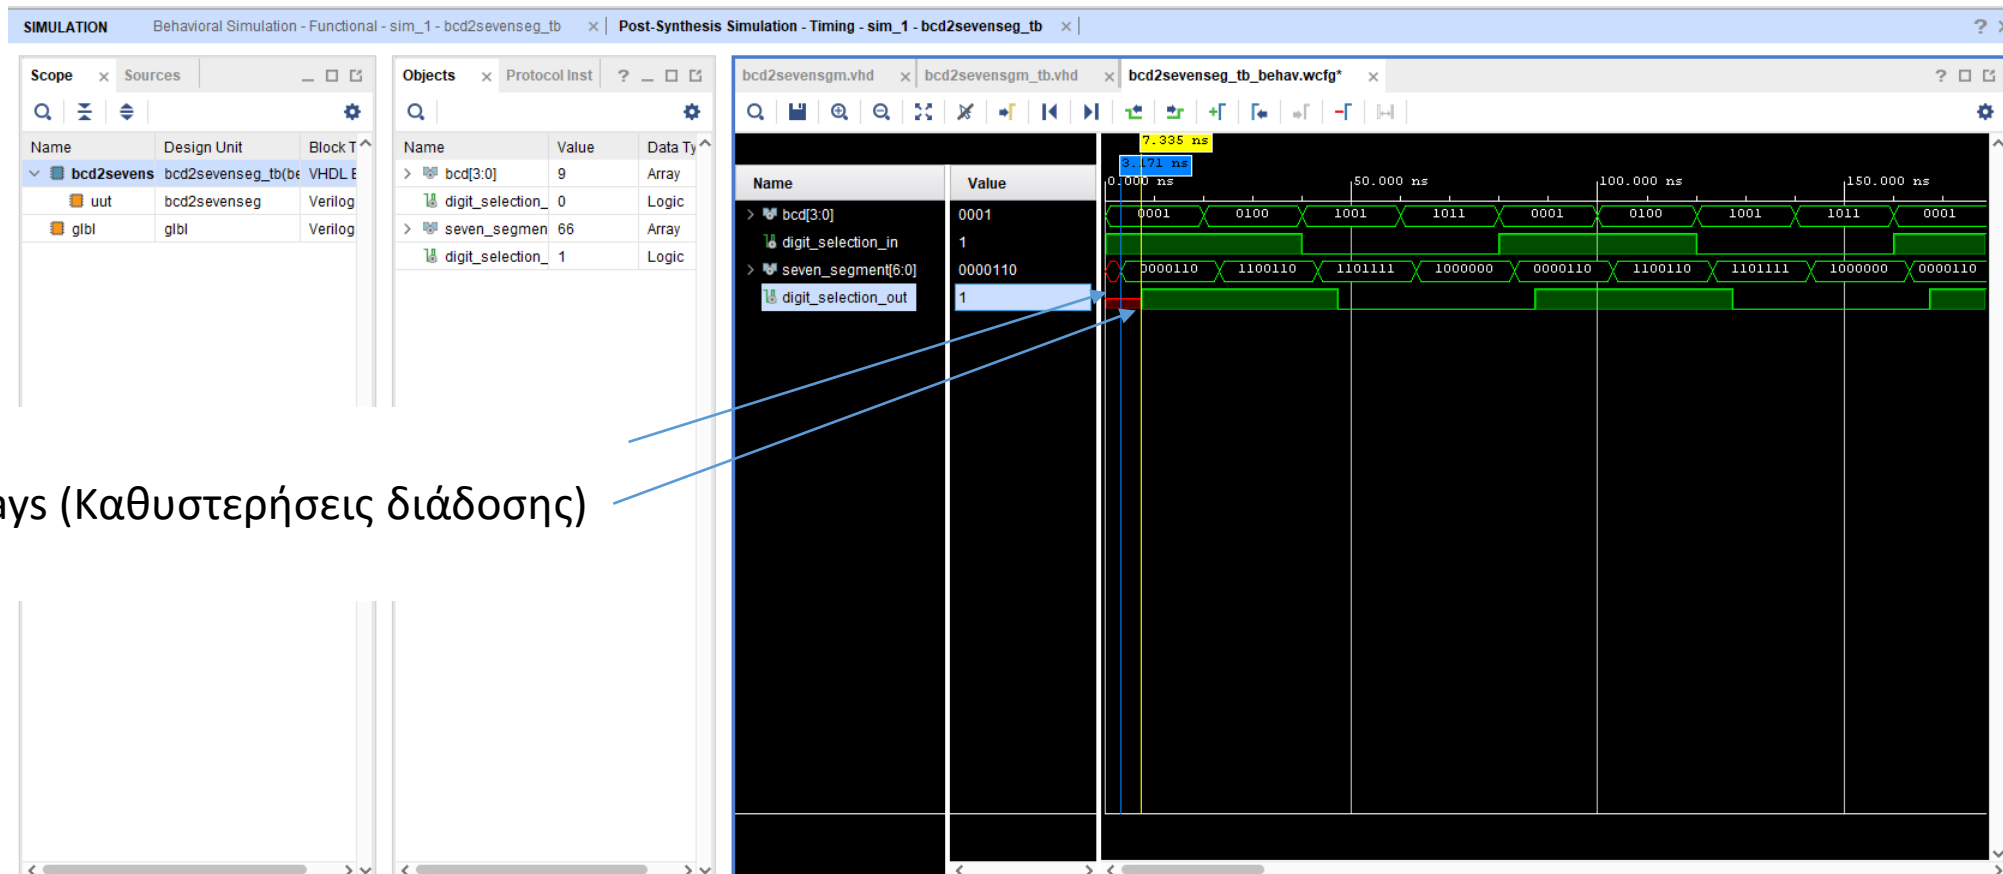 SIMULATION Behavioral Simulation - Functional - sim_1 - bcd2sevenseg_tb × Post-Synthesis Simulation - Timing - sim_1 - bcd2sevenseg_tb × ?
Scope × Sources
Objects × Protocol Inst ?
bcd2sevensgm.vhd × bcd2sevensgm_tb.vhd × bcd2sevenseg_tb_behav.wcfg* × ?
Name Design Unit Block T
bcd2sevens bcd2sevenseg_tb(be VHDL E
uut bcd2sevenseg Verilog
glbl glbl Verilog
Name Value Data Ty
bcd[3:0] 9 Array
digit_selection_ 0 Logic
seven_segmen 66 Array
digit_selection_ 1 Logic
7.335 ns
3.171 ns
Name Value 0.000 ns 50.000 ns 100.000 ns 150.000 ns
bcd[3:0] 0001 0001 0100 1001 1011 0001 0100 1001 1011 0001
digit_selection_in 1
seven_segment[6:0] 0000110 0000110 1100110 1101111 1000000 0000110 1100110 1101111 1000000 0000110
digit_selection_out 1
ays (Καθυστερήσεις διάδοσης)